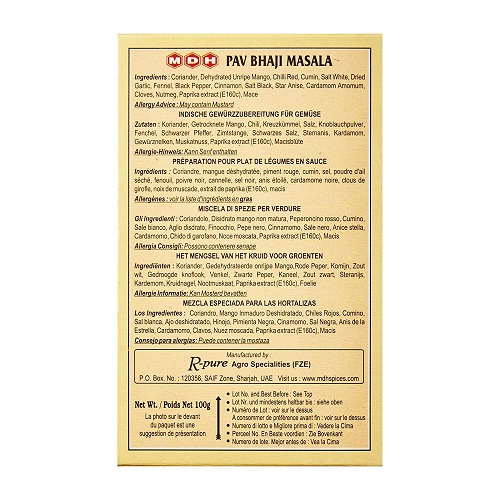 MDH PAV BHAJI MASALA
Ingredients : Coriander, Dehydrated Unripe Mango, Chilli Red, Cumin, Salt White, Dried
Garlic, Fennel, Black Pepper, Cinnamon, Salt Black, Star Anise, Cardamom Amomum,
Cloves, Nutmeg, Paprika extract (E160c), Mace
Allergy Advice : May contain Mustard
INDISCHE GEWÜRZZUBEREITUNG FÜR GEMÜSE
Zutaten : Koriander, Getrocknete Mango, Chili, Kreuzkümmel, Salz, Knoblauchpulver,
Fenchel, Schwarzer Pfeffer, Zimtstange, Schwarzes Salz, Sternanis, Kardamom,
Gewürznelken, Muskatnuss, Paprika extract (E160c), Macisblüte
Allergie-Hinweis: Kann Senf enthalten
PRÉPARATION POUR PLAT DE LÉGUMES EN SAUCE
Ingrédients : Coriandre, mangue déshydratée, piment rouge, cumin, sel, poudre d'ail
séché, fenouil, poivre noir, cannelle, sel noir, anis étoilé, cardamome noire, clous de
girofle, noix de muscade, extrait de paprika (E160c), macis
Allergènes : voir la liste d'ingrédients en gras
MISCELA DI SPEZIE PER VERDURE
Gli Ingredienti : Coriandolo, Disidrato mango non matura, Peperoncino rosso, Cumino,
Sale bianco, Aglio disdrato, Finocchio, Pepe nero, Cinnamomo, Sale nero, Anice stella,
Cardamomo, Chido di garofano, Noce moscata, Paprika extract (E160c), Macis
Allergia Consigli: Possono contenere senape
HET MENGSEL VAN HET KRUID VOOR GROENTEN
Ingrediënten : Koriander, Gedehydrateerde onrijpe Mango,Rode Peper, Komijn, Zout
wit, Gedroogde knoflook, Venkel, Zwarte Peper, Kaneel, Zout zwart, Steranijs,
Kardemom, Kruidnagel, Nootmuskaat, Paprika extract (E160c), Foelie
Allergie Informatie: Kan Mosterd bevatten
MEZCLA ESPECIADA PARA LAS HORTALIZAS
Los Ingredientes : Coriandro, Mango Inmaduro Deshidratado, Chiles Rojos, Comino,
Sal blanca, Ajo deshidratado, Hinojo, Pimienta Negra, Cinamomo, Sal Negra, Anis de la
Estrella, Cardamomo, Clavos, Nuez moscata, Paprika extract (E160c), Macis
Consejo para alergias: Puede contener la mostaza
Manufactured by :
R-pure Agro Specialities (FZE)
P.O. Box. No. : 120356, SAIF Zone, Sharjah, UAE Visit us : www.mdhspices.com
Net Wt. / Poids Net 100g
La photo sur le devant
du paquet est une
suggestion de présentation
• Lot No. and Best Before : See Top
• Lot Nr. und mindestens haltbar bis : siehe oben
• Numéro de Lot : voir sur le dessus
A consommer de préférence avant fin : voir sur le dessus
• Numero di lotto e Migliore prima di : Vedere la Cima
• Perceel No. En Beste voordien : Zie Bovenkant
• Numero de lote. Mejor antes de : Vea la Cima